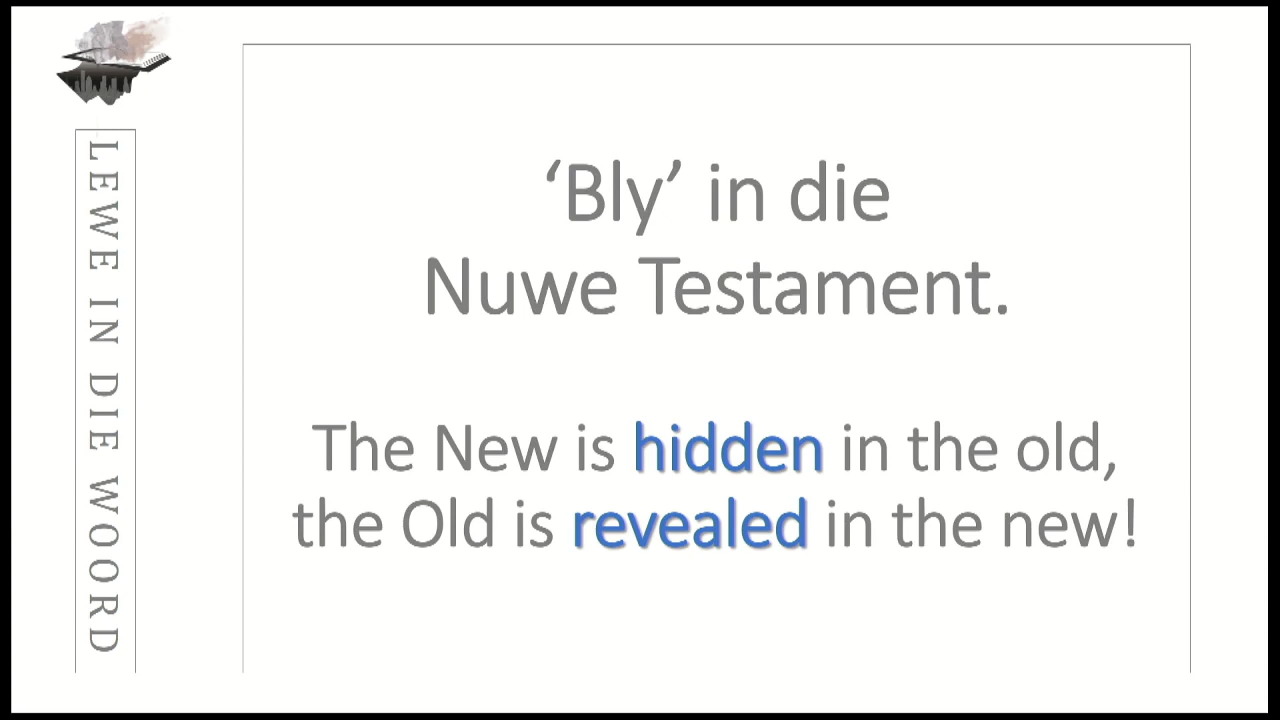 LEWE IN DIE WOORD
‘Bly’ in die
Nuwe Testament.
The New is hidden in the old,
the Old is revealed in the new!